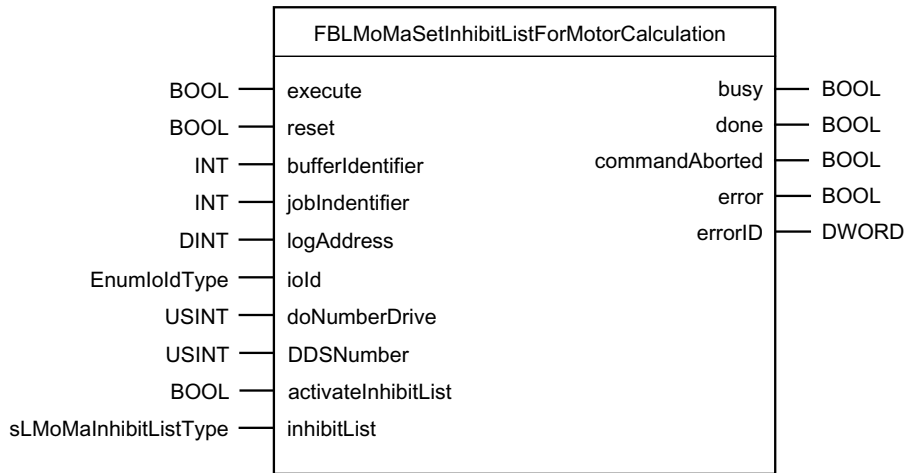 FBLMoMaSetInhibitListForMotorCalculation
BOOL execute busy BOOL
BOOL reset done BOOL
INT bufferIdentifier commandAborted BOOL
INT jobIndentifier error BOOL
DINT logAddress errorID DWORD
EnumIoIdType ioId
USINT doNumberDrive
USINT DDSNumber
BOOL activateInhibitList
sLMoMaInhibitListType inhibitList